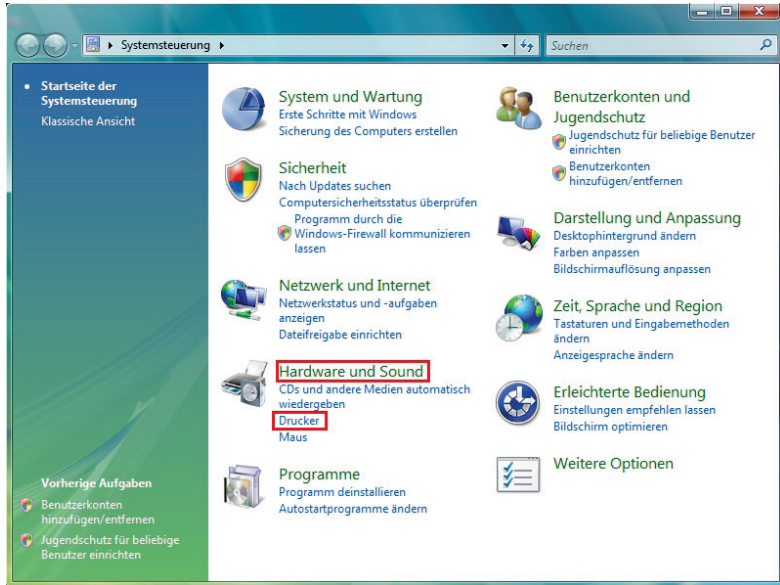 Systemsteuerung
Suchen
Startseite der
Systemsteuerung
Klassische Ansicht
System und Wartung
Erste Schritte mit Windows
Sicherung des Computers erstellen
Sicherheit
Nach Updates suchen
Computersicherheitsstatus überprüfen
Programm durch die
Windows-Firewall kommunizieren
lassen
Netzwerk und Internet
Netzwerkstatus und -aufgaben
anzeigen
Dateifreigabe einrichten
Hardware und Sound
CDs und andere Medien automatisch
wiedergeben
Drucker
Maus
Programme
Programm deinstallieren
Autostartprogramme ändern
Benutzerkonten und
Jugendschutz
Jugendschutz für beliebige Benutzer
einrichten
Benutzerkonten
hinzufügen/entfernen
Darstellung und Anpassung
Desktophintergrund ändern
Farben anpassen
Bildschirmauflösung anpassen
Zeit, Sprache und Region
Tastaturen und Eingabemethoden
ändern
Anzeigesprache ändern
Erleichterte Bedienung
Einstellungen empfehlen lassen
Bildschirm optimieren
Weitere Optionen
Vorherige Aufgaben
Benutzerkonten
hinzufügen/entfernen
Jugendschutz für beliebige
Benutzer einrichten